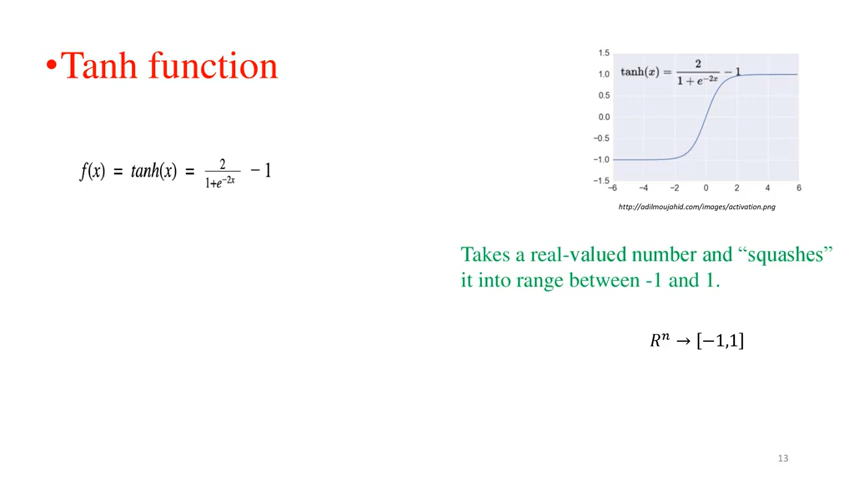 •Tanh function
f(x) = tanh(x) = 2/(1+e^{-2x}) − 1
1.5
1.0
0.5
0.0
−0.5
−1.0
−1.5
tanh(x) = 2/(1 + e^{−2x}) − 1
−6 −4 −2 0 2 4 6
http://adilmoujahid.com/images/activation.png
Takes a real-valued number and “squashes”
it into range between -1 and 1.
Rⁿ → [−1,1]
13